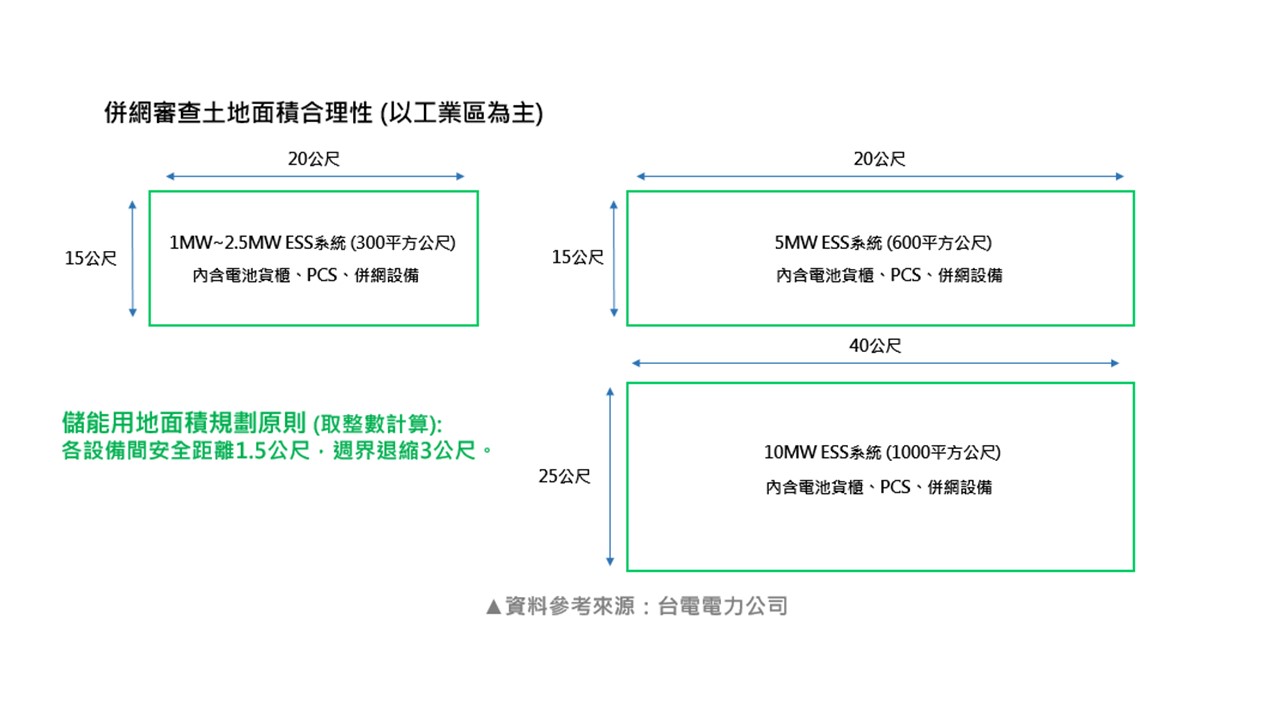 併網審查土地面積合理性 (以工業區為主)
20公尺
15公尺
1MW~2.5MW ESS系統 (300平方公尺)
內含電池貨櫃、PCS、併網設備
20公尺
15公尺
5MW ESS系統 (600平方公尺)
內含電池貨櫃、PCS、併網設備
40公尺
25公尺
10MW ESS系統 (1000平方公尺)
內含電池貨櫃、PCS、併網設備
儲能用地面積規劃原則 (取整數計算):
各設備間安全距離1.5公尺，週界退縮3公尺。
▲資料參考來源：台電電力公司